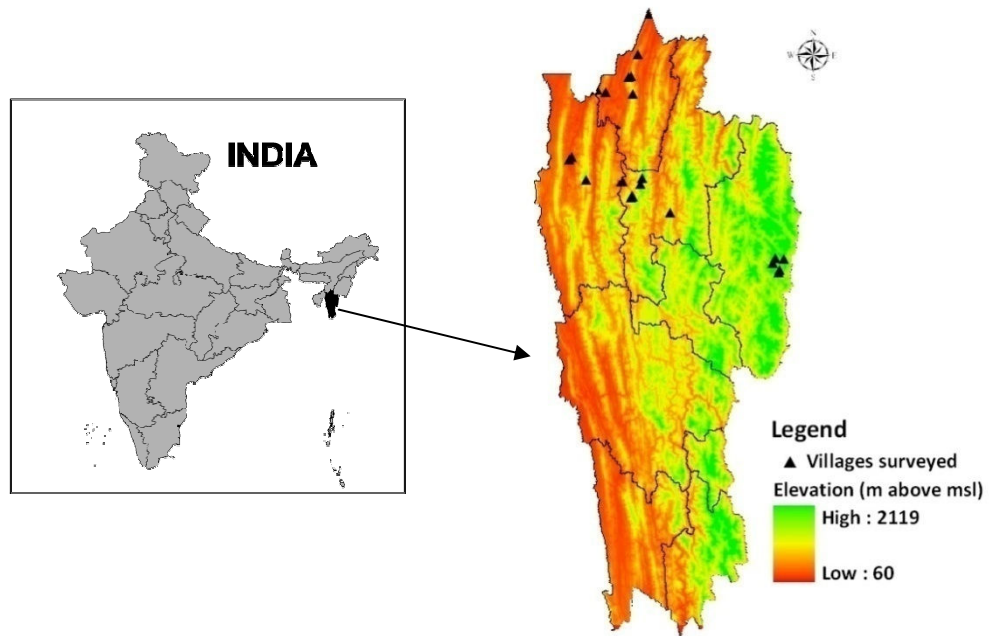 INDIA
N
W E
S
Legend
Villages surveyed
Elevation (m above msl)
High : 2119
Low : 60